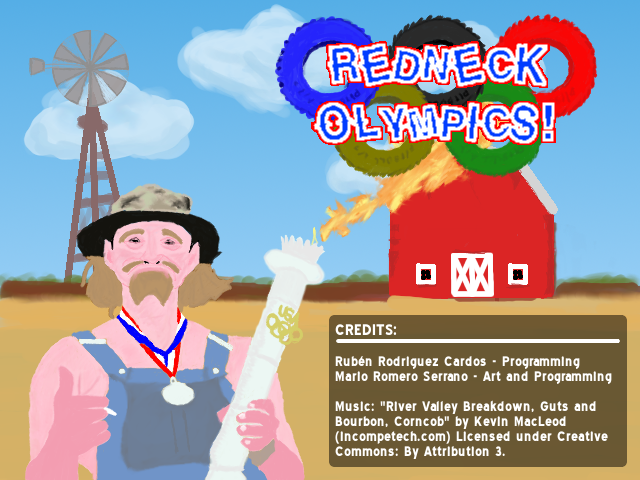 REDNECK
OLYMPICS!
CREDITS:
Rubén Rodríguez Cardos - Programming
Mario Romero Serrano - Art and Programming
Music: "River Valley Breakdown, Guts and
Bourbon, Corncob" by Kevin MacLeod
(incompetech.com) Licensed under Creative
Commons: By Attribution 3.